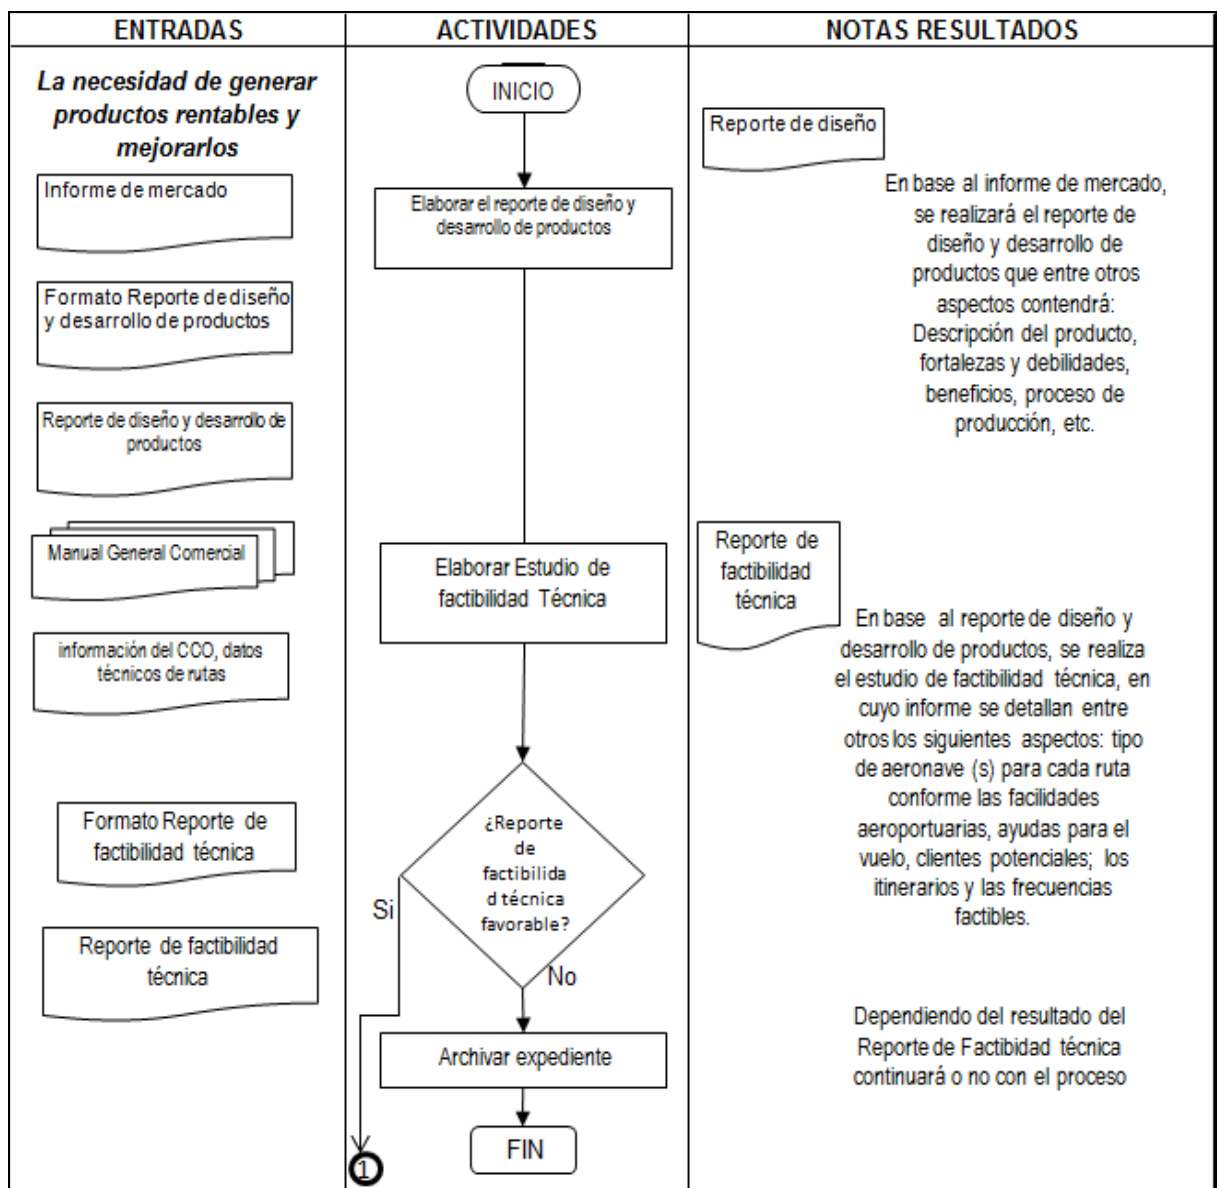 ENTRADAS
ACTIVIDADES
NOTAS RESULTADOS
La necesidad de generar
productos rentables y
mejorarlos
Informe de mercado
Formato Reporte de diseño
y desarrollo de productos
Reporte de diseño y desarrollo de
productos
Manual General Comercial
información del CCO, datos
técnicos de rutas
Formato Reporte de
factibilidad técnica
Reporte de factibilidad
técnica
INICIO
Elaborar el reporte de diseño y
desarrollo de productos
Elaborar Estudio de
factibilidad Técnica
¿Reporte
de
factibilida
d técnica
favorable?
Si
No
Archivar expediente
FIN
1
Reporte de diseño
En base al informe de mercado,
se realizará el reporte de
diseño y desarrollo de
productos que entre otros
aspectos contendrá:
Descripción del producto,
fortalezas y debilidades,
beneficios, proceso de
producción, etc.
Reporte de
factibilidad
técnica
En base al reporte de diseño y
desarrollo de productos, se realiza
el estudio de factibilidad técnica, en
cuyo informe se detallan entre
otros los siguientes aspectos: tipo
de aeronave (s) para cada ruta
conforme las facilidades
aeroportuarias, ayudas para el
vuelo, clientes potenciales; los
itinerarios y las frecuencias
factibles.
Dependiendo del resultado del
Reporte de Factibidad técnica
continuará o no con el proceso